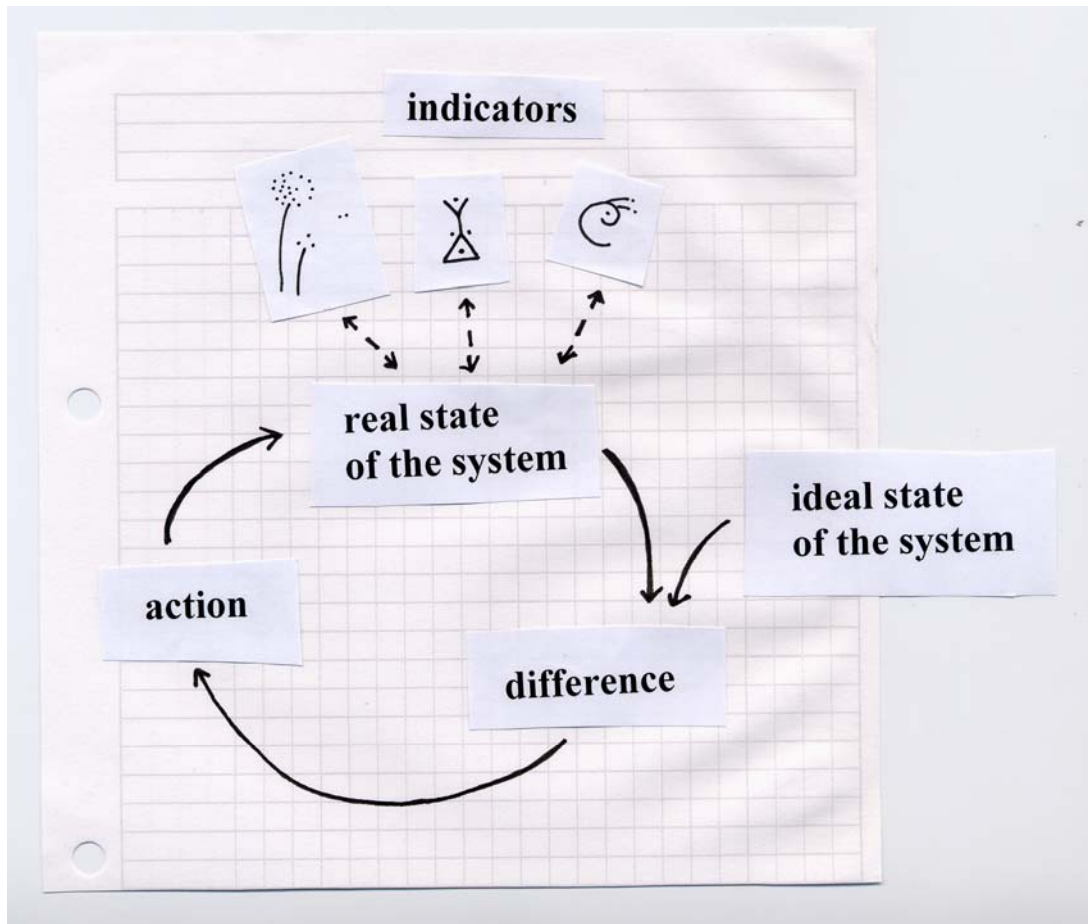 indicators
real state
of the system
ideal state
of the system
action
difference